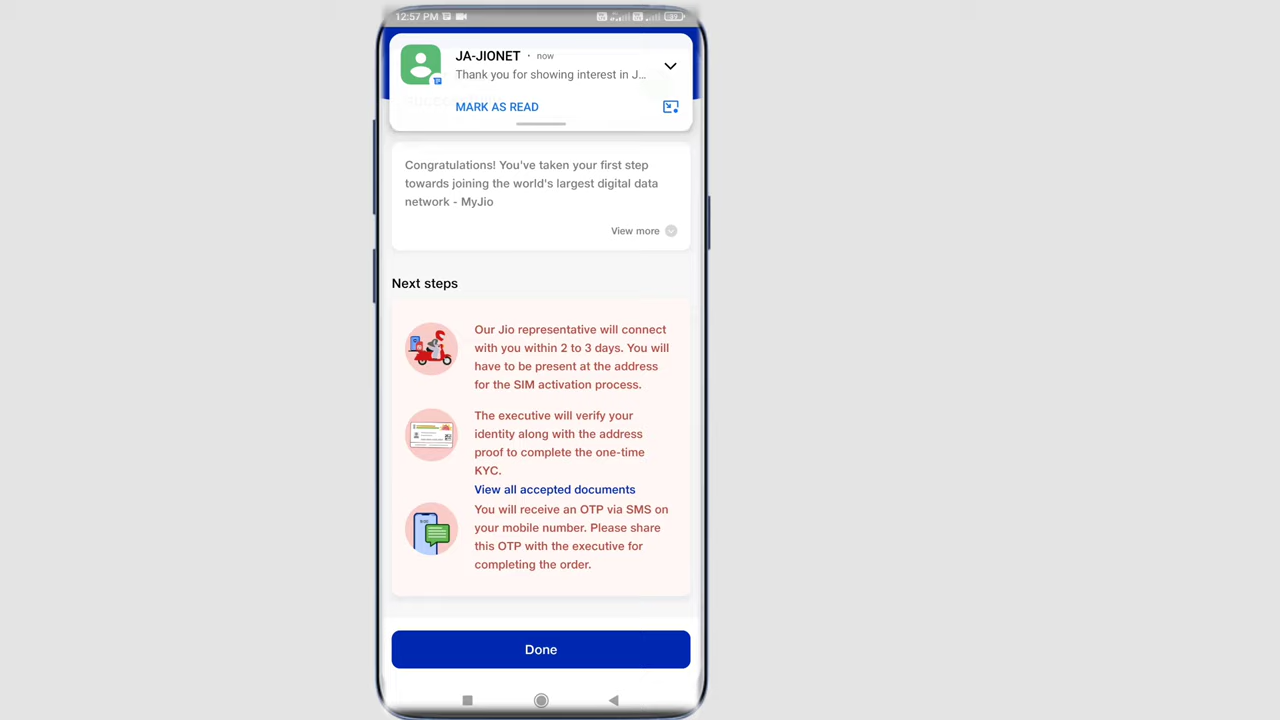 12:57 PM
JA-JIONET · now
Thank you for showing interest in J...
MARK AS READ
Congratulations! You've taken your first step
towards joining the world's largest digital data
network - MyJio
View more
Next steps
Our Jio representative will connect
with you within 2 to 3 days. You will
have to be present at the address
for the SIM activation process.
The executive will verify your
identity along with the address
proof to complete the one-time
KYC.
View all accepted documents
You will receive an OTP via SMS on
your mobile number. Please share
this OTP with the executive for
completing the order.
Done